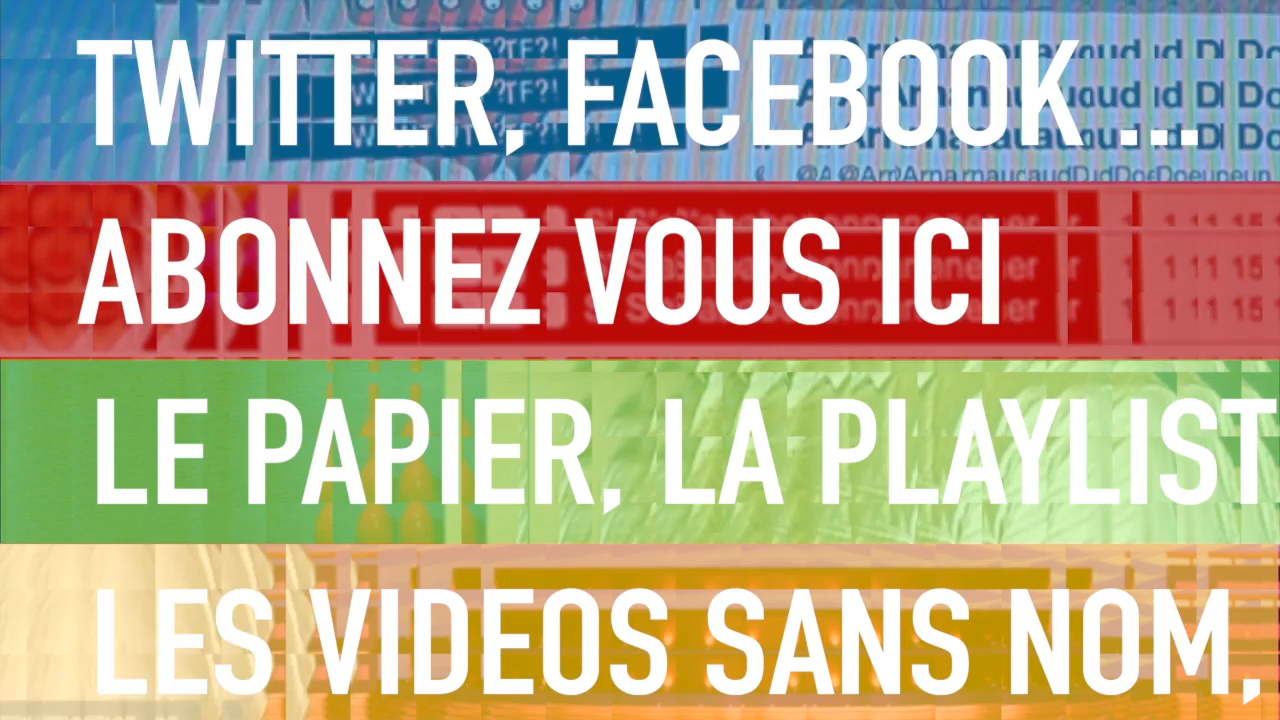 TWITTER, FACEBOOK ...
ABONNEZ VOUS ICI
LE PAPIER, LA PLAYLIST
LES VIDEOS SANS NOM,